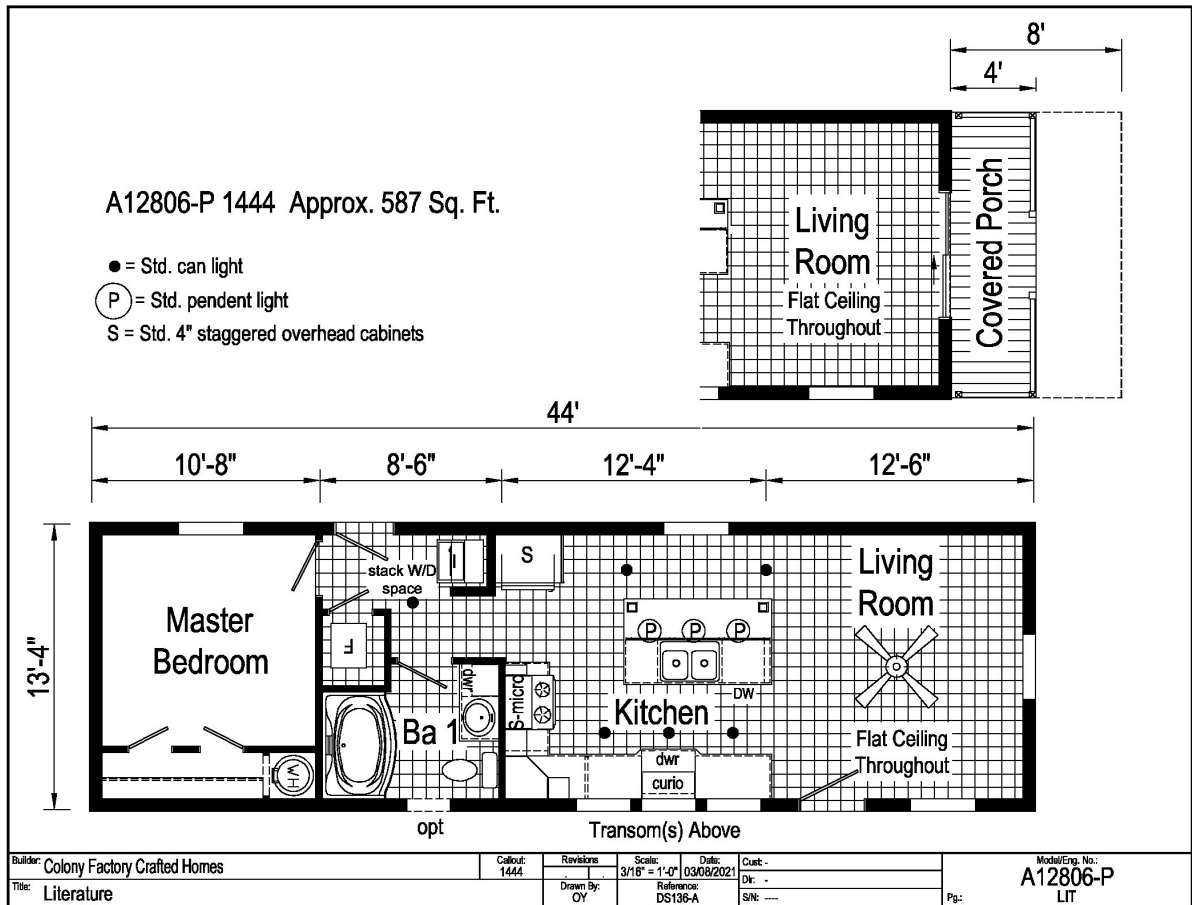 8'
4'
A12806-P 1444 Approx. 587 Sq. Ft.
= Std. can light
P = Std. pendent light
S = Std. 4" staggered overhead cabinets
Living
Room
Flat Ceiling
Throughout
Covered Porch
44'
10'-8"
8'-6"
12'-4"
12'-6"
13'-4"
Master
Bedroom
stack W/D
space
F
S
P P P
Living
Room
dwr
S-micro
DW
Ba 1
Kitchen
Flat Ceiling
Throughout
WH
dwr
curio
opt
Transom(s) Above
Builder: Colony Factory Crafted Homes
Title: Literature
Callout:
1444
Revisions
Drawn By:
OY
Scale:
3/16" = 1'-0"
Date:
03/08/2021
Reference:
DS136-A
Cust: -
Dlr: -
S/N: ----
Model/Eng. No.:
A12806-P
Pg.: LIT